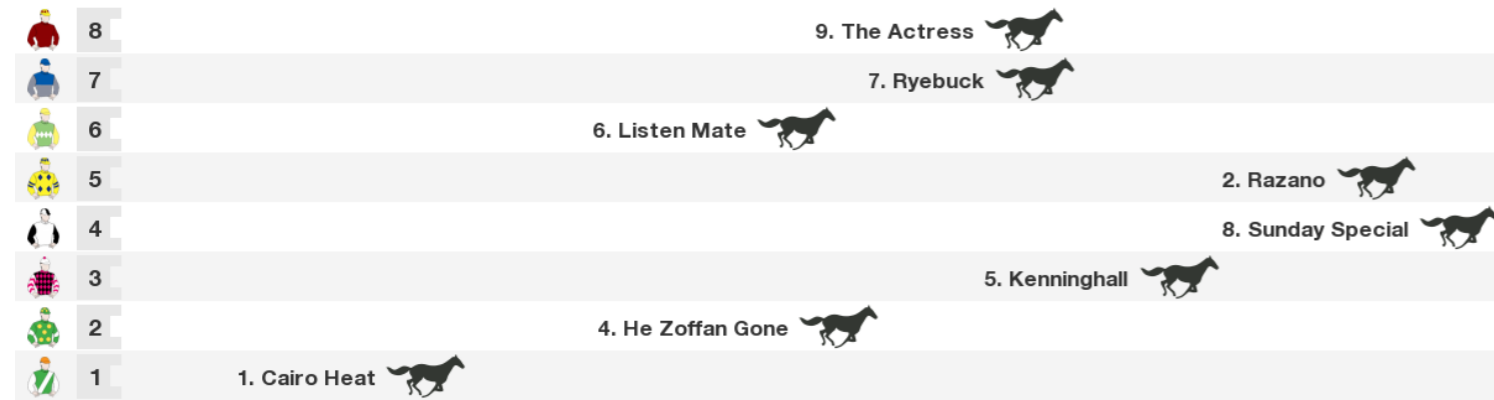 8 9. The Actress
7 7. Ryebuck
6 6. Listen Mate
5 2. Razano
4 8. Sunday Special
3 5. Kenninghall
2 4. He Zoffan Gone
1 1. Cairo Heat